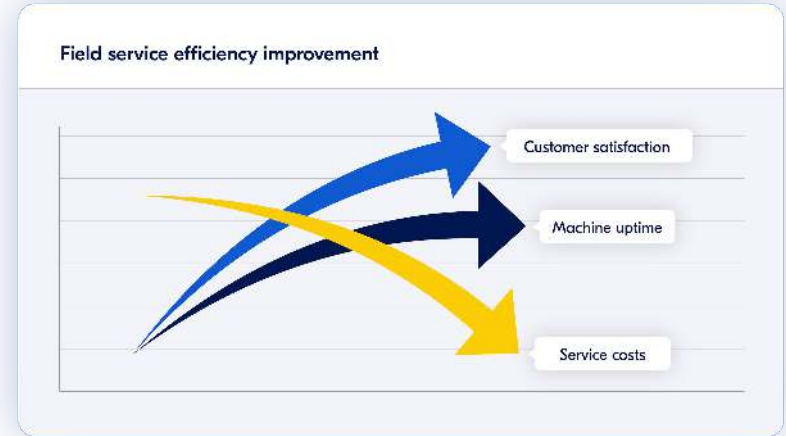 Field service efficiency improvement
Customer satisfaction
Machine uptime
Service costs